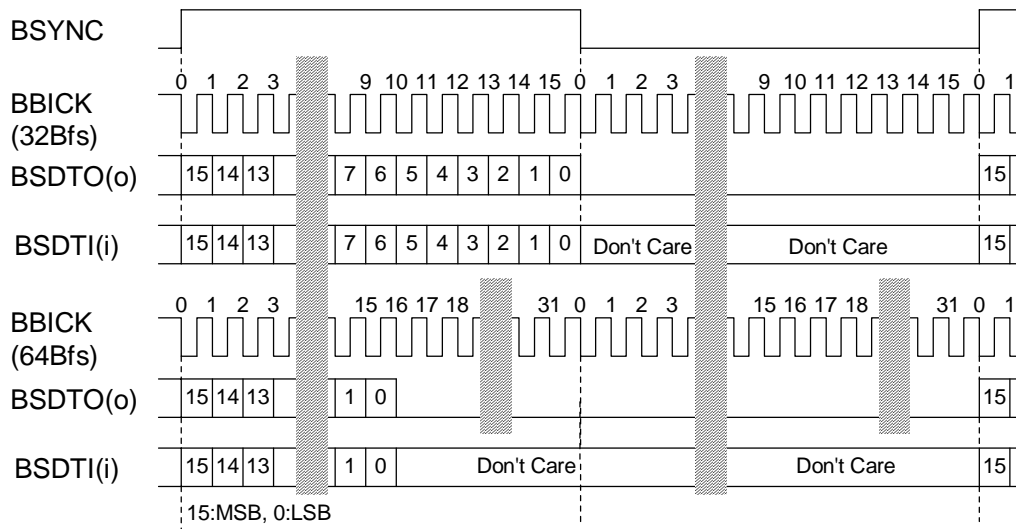 BSYNC
0 1 2 3 9 10 11 12 13 14 15 0 1 2 3 9 10 11 12 13 14 15 0 1
BBICK
(32Bfs)
BSDTO(o) 15 14 13 7 6 5 4 3 2 1 0 15
BSDTI(i) 15 14 13 7 6 5 4 3 2 1 0 Don't Care Don't Care 15
0 1 2 3 15 16 17 18 31 0 1 2 3 15 16 17 18 31 0 1
BBICK
(64Bfs)
BSDTO(o) 15 14 13 1 0 15
BSDTI(i) 15 14 13 1 0 Don't Care Don't Care 15
15:MSB, 0:LSB